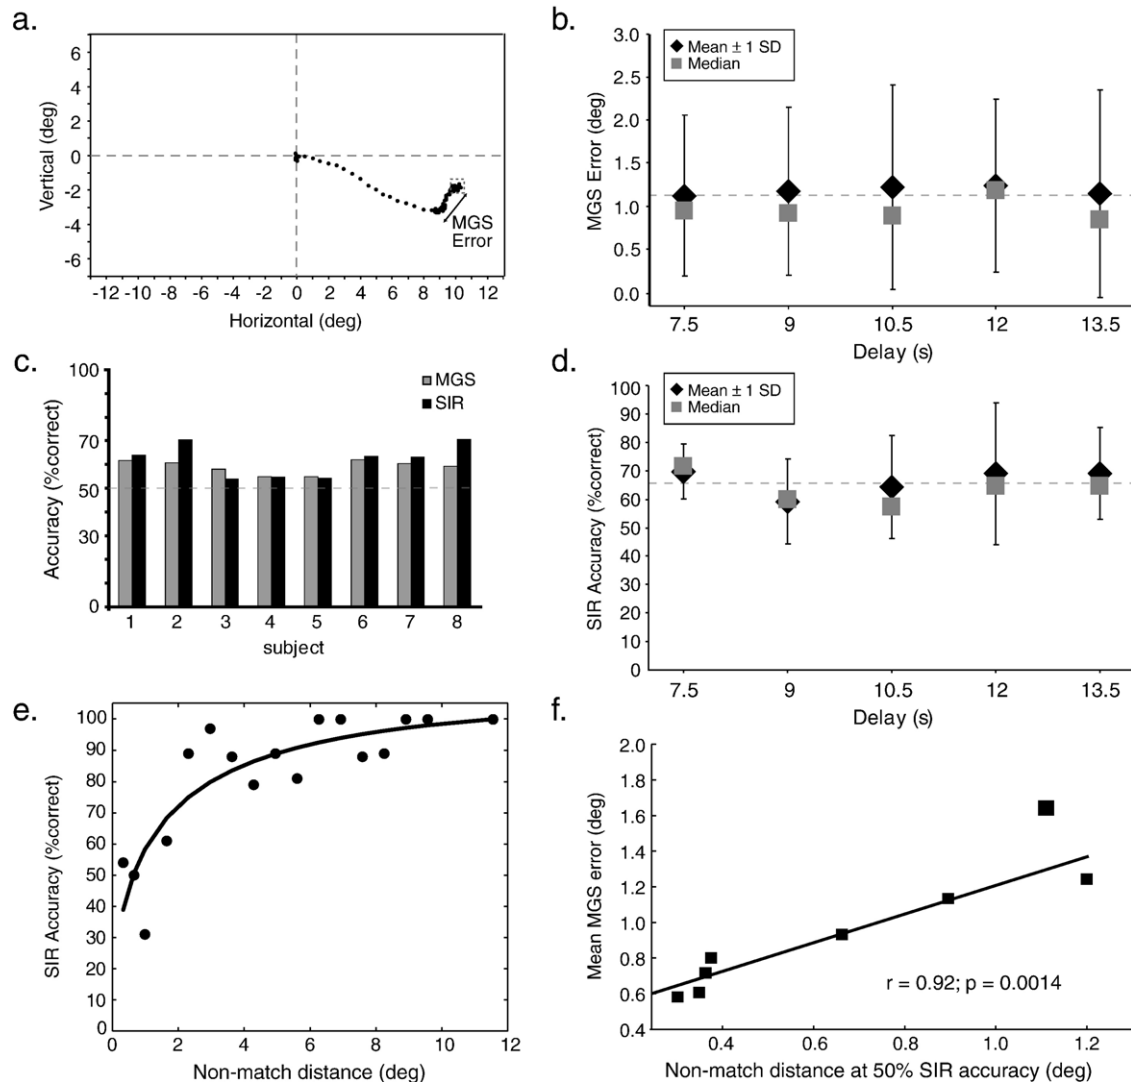 a.
6
4
2
0
-2
-4
-6
Vertical (deg)
MGS
Error
-12 -10 -8 -6 -4 -2 0 2 4 6 8 10 12
Horizontal (deg)
b.
3.0
2.5
2.0
1.5
1.0
0.5
0.0
MGS Error (deg)
Mean ± 1 SD
Median
7.5 9 10.5 12 13.5
Delay (s)
c.
100
70
50
30
0
Accuracy (%correct)
MGS
SIR
1 2 3 4 5 6 7 8
subject
d.
100
90
80
70
60
50
40
30
20
10
0
SIR Accuracy (%correct)
Mean ± 1 SD
Median
7.5 9 10.5 12 13.5
Delay (s)
e.
100
90
80
70
60
50
40
30
20
10
0
SIR Accuracy (%correct)
0 2 4 6 8 10 12
Non-match distance (deg)
f.
2.0
1.8
1.6
1.4
1.2
1.0
0.8
0.6
0.4
Mean MGS error (deg)
r = 0.92; p = 0.0014
0.4 0.6 0.8 1.0 1.2
Non-match distance at 50% SIR accuracy (deg)